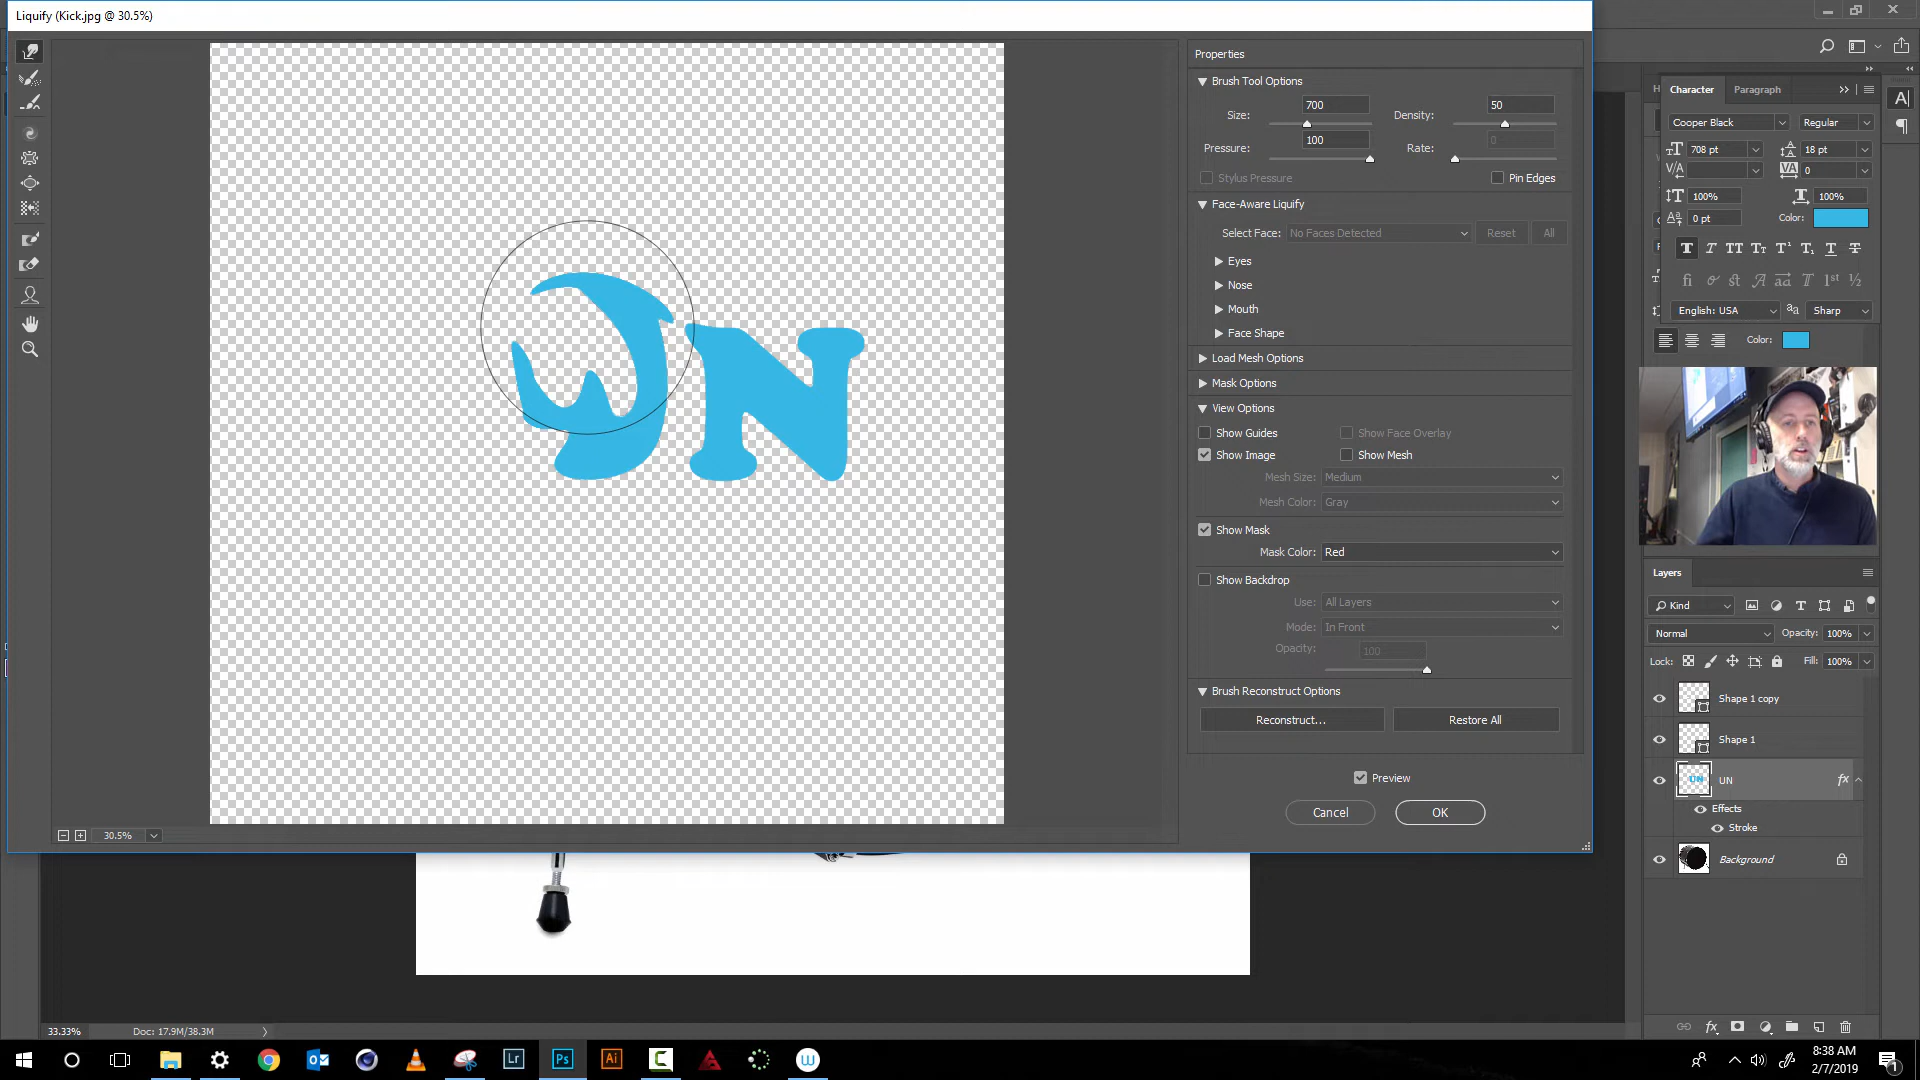 Liquify (Kick.jpg @ 30.5%)
Properties
Brush Tool Options
Size: 700 Density: 50
Pressure: 100 Rate: 0
Stylus Pressure Pin Edges
Face-Aware Liquify
Select Face: No Faces Detected Reset All
Eyes
Nose
Mouth
Face Shape
Load Mesh Options
Mask Options
View Options
Show Guides Show Face Overlay
Show Image Show Mesh
Mesh Size: Medium
Mesh Color: Gray
Show Mask
Mask Color: Red
Show Backdrop
Use: All Layers
Mode: In Front
Opacity: 100
Brush Reconstruct Options
Reconstruct... Restore All
Preview
Cancel OK
30.5%
N
Character Paragraph
Cooper Black Regular
708 pt 18 pt
0
100% 100%
0 pt Color:
English: USA Sharp
Color:
Layers
Kind
Normal Opacity: 100%
Lock: Fill: 100%
Shape 1 copy
Shape 1
UN fx
Effects
Stroke
Background
33.33% Doc: 17.9M/38.3M
Lr Ps Ai
8:38 AM
2/7/2019
1